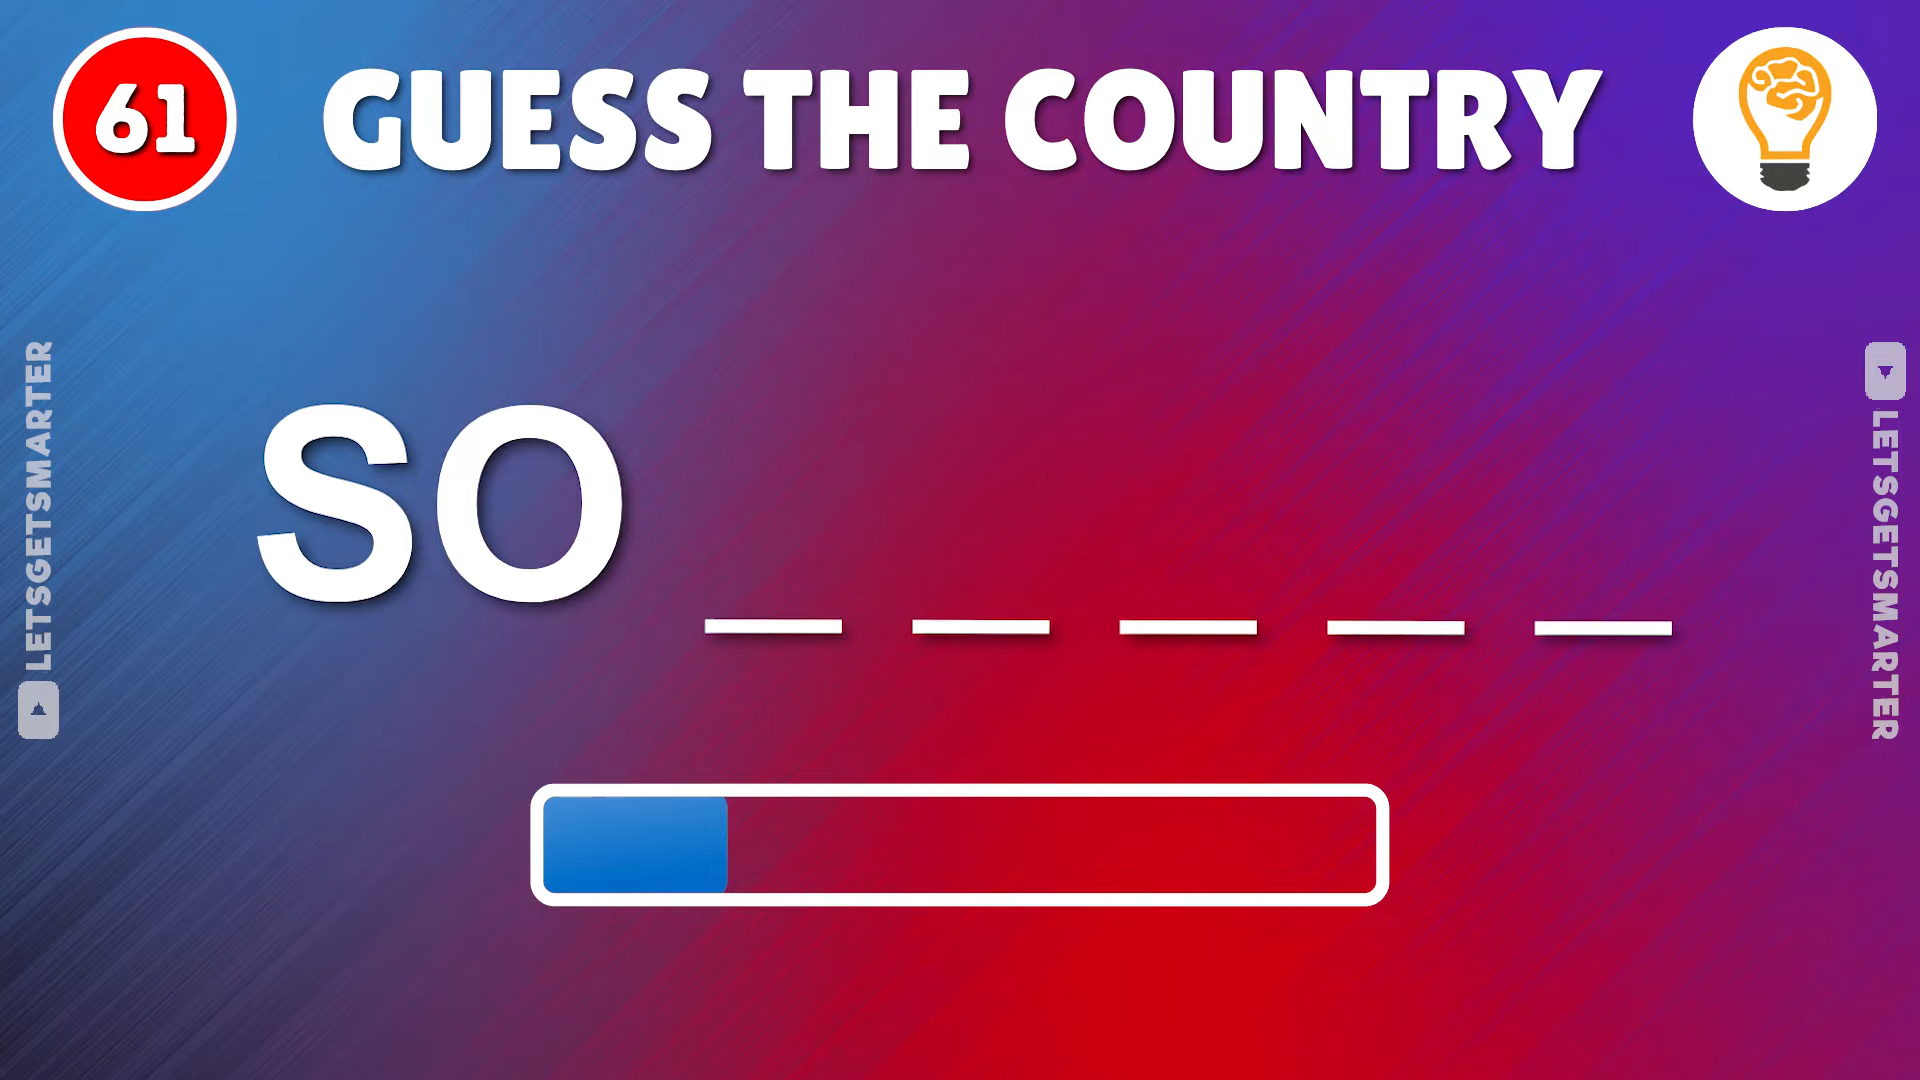 61
GUESS THE COUNTRY
SO _ _ _ _ _
LETSGETSMARTER
LETSGETSMARTER